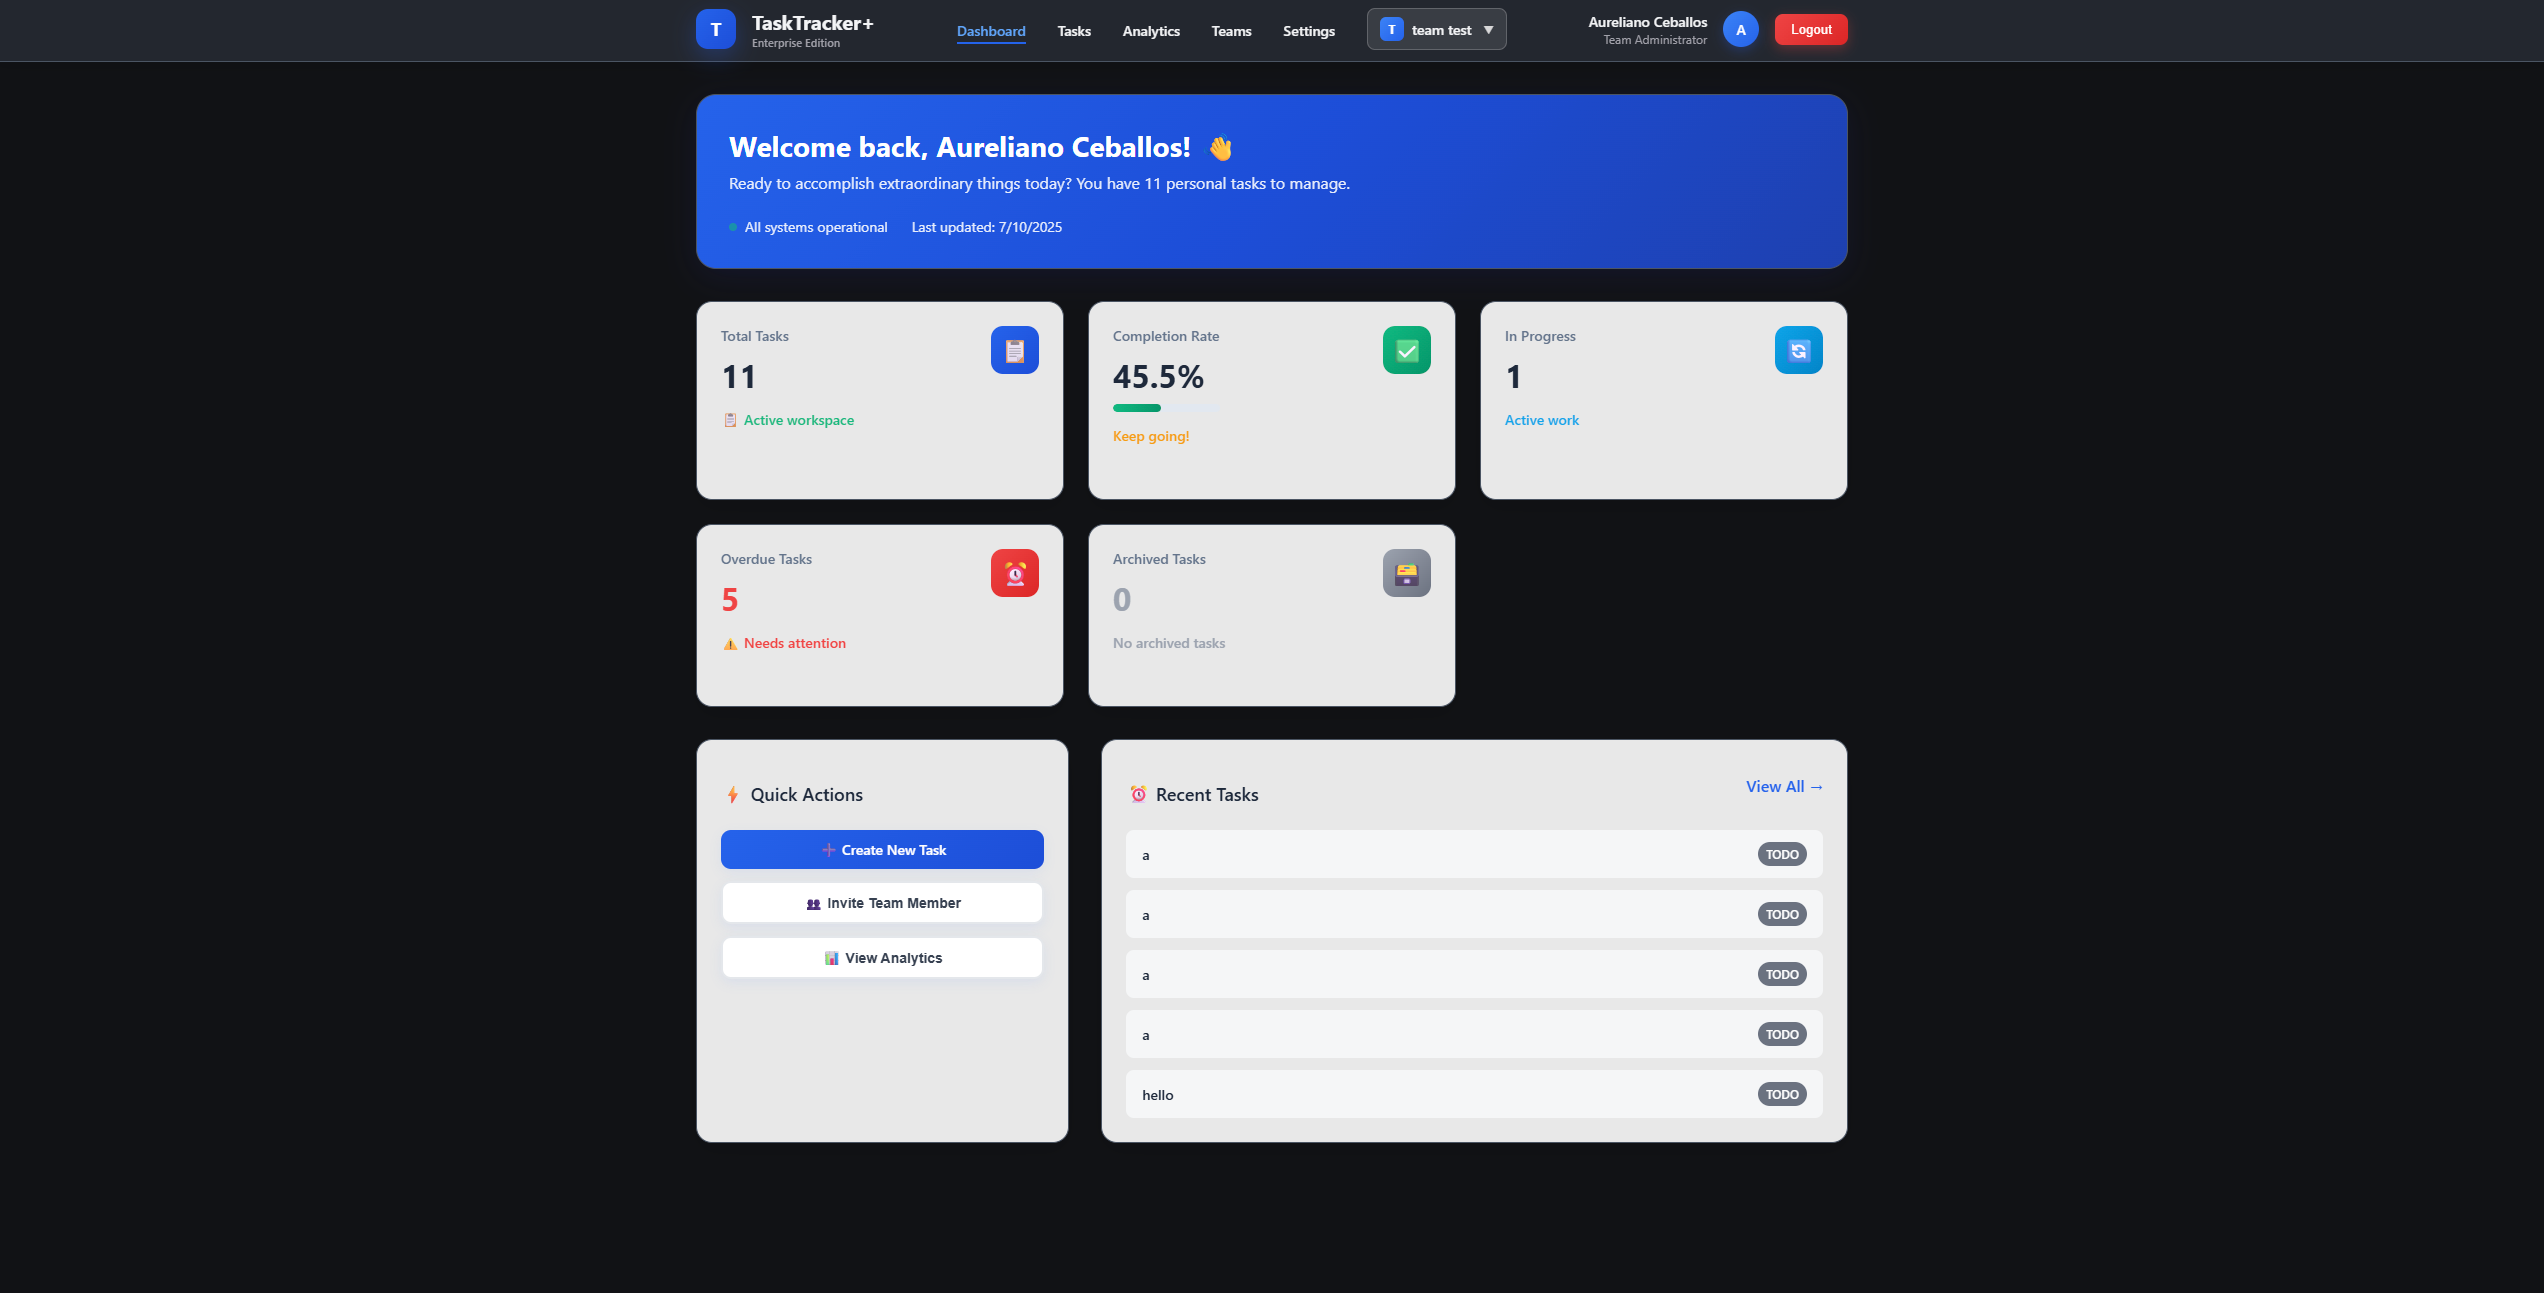 T
TaskTracker+
Enterprise Edition
Dashboard
Tasks
Analytics
Teams
Settings
T team test ▼
Aureliano Ceballos
Team Administrator
A
Logout
Welcome back, Aureliano Ceballos! 👋
Ready to accomplish extraordinary things today? You have 11 personal tasks to manage.
All systems operational
Last updated: 7/10/2025
Total Tasks
11
Active workspace
Completion Rate
45.5%
Keep going!
In Progress
1
Active work
Overdue Tasks
5
Needs attention
Archived Tasks
0
No archived tasks
Quick Actions
Create New Task
Invite Team Member
View Analytics
Recent Tasks
View All →
a TODO
a TODO
a TODO
a TODO
hello TODO